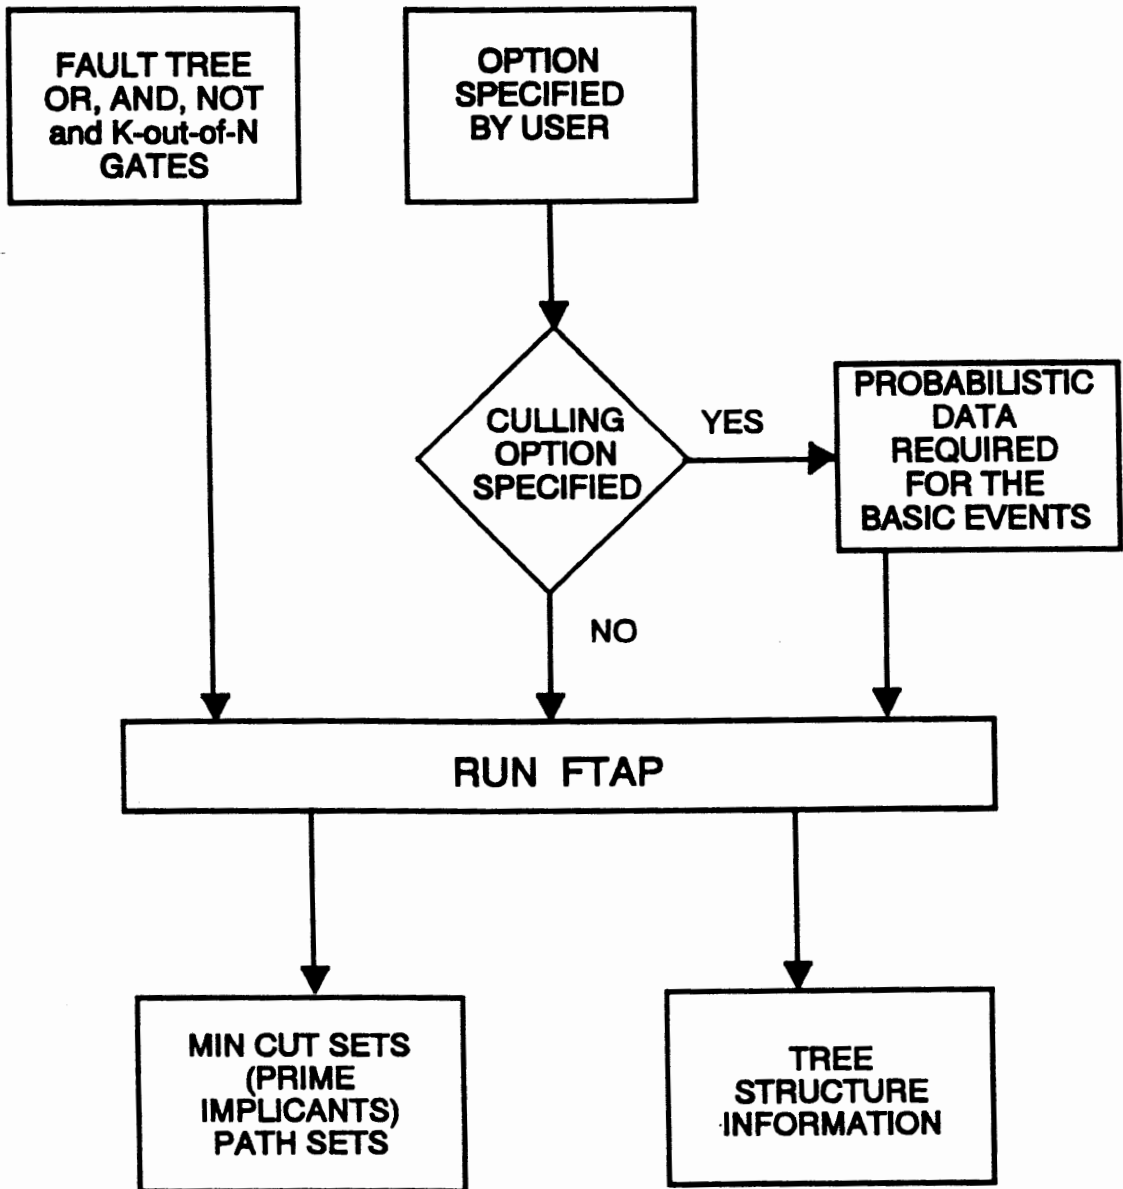 FAULT TREE
OR, AND, NOT
and K-out-of-N
GATES
OPTION
SPECIFIED
BY USER
CULLING
OPTION
SPECIFIED
YES
PROBABILISTIC
DATA
REQUIRED
FOR THE
BASIC EVENTS
NO
RUN FTAP
MIN CUT SETS
(PRIME
IMPLICANTS)
PATH SETS
TREE
STRUCTURE
INFORMATION